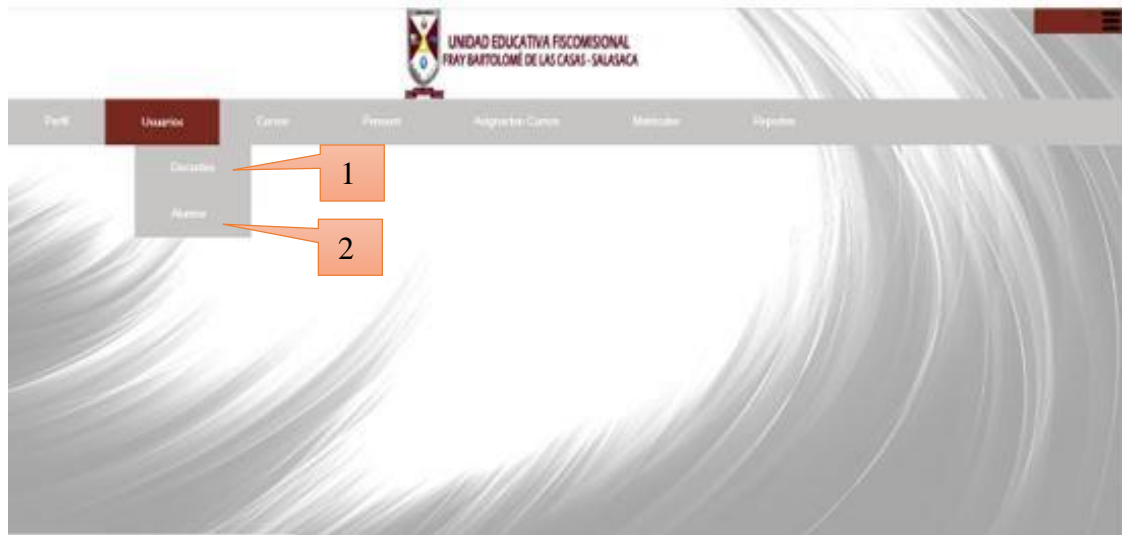 UNIDAD EDUCATIVA FISCOMISIONAL
FRAY BARTOLOMÉ DE LAS CASAS - SALASACA
Perfil Usuarios Cursos Pensum Asignacion Cursos Matriculas Reportes
Docentes
1
Alumno
2